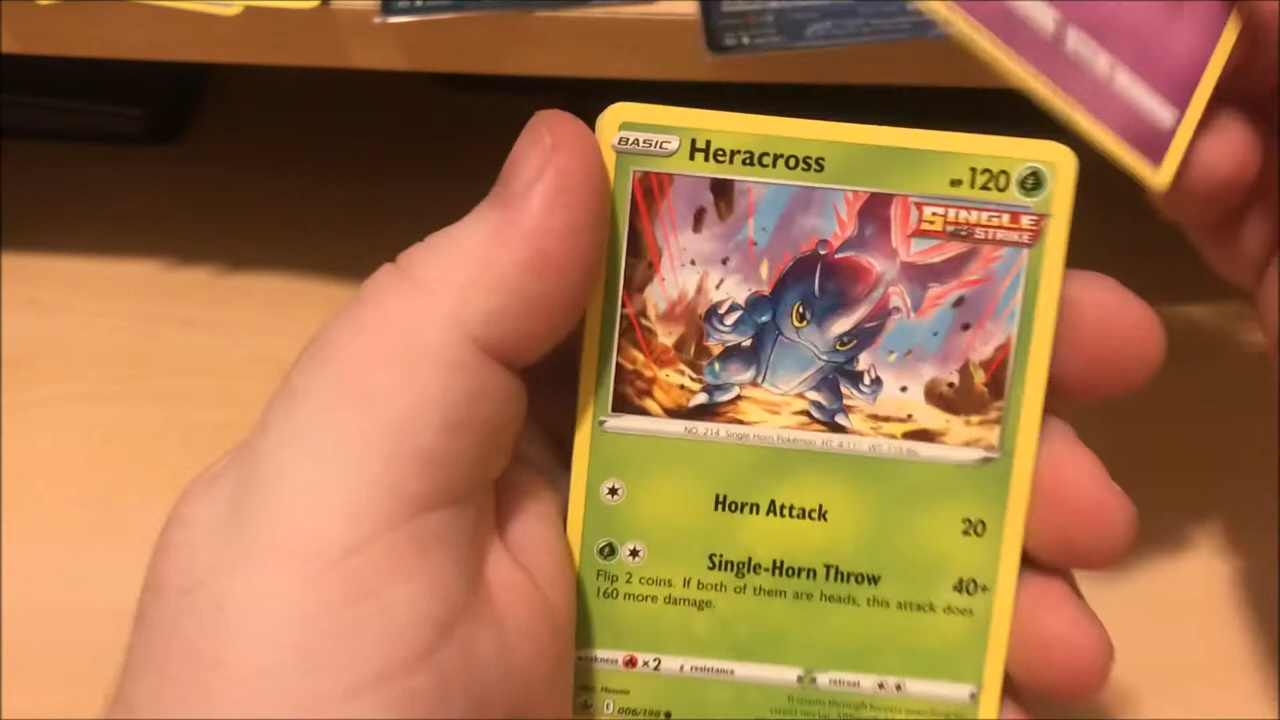 BASIC Heracross HP 120
SINGLE
STRIKE
NO. 214 Single Horn Pokémon HT: 4'11" WT: 119 lbs.
Horn Attack 20
Single-Horn Throw 40+
Flip 2 coins. If both of them are heads, this attack does
160 more damage.
weakness ×2 resistance retreat
006/198